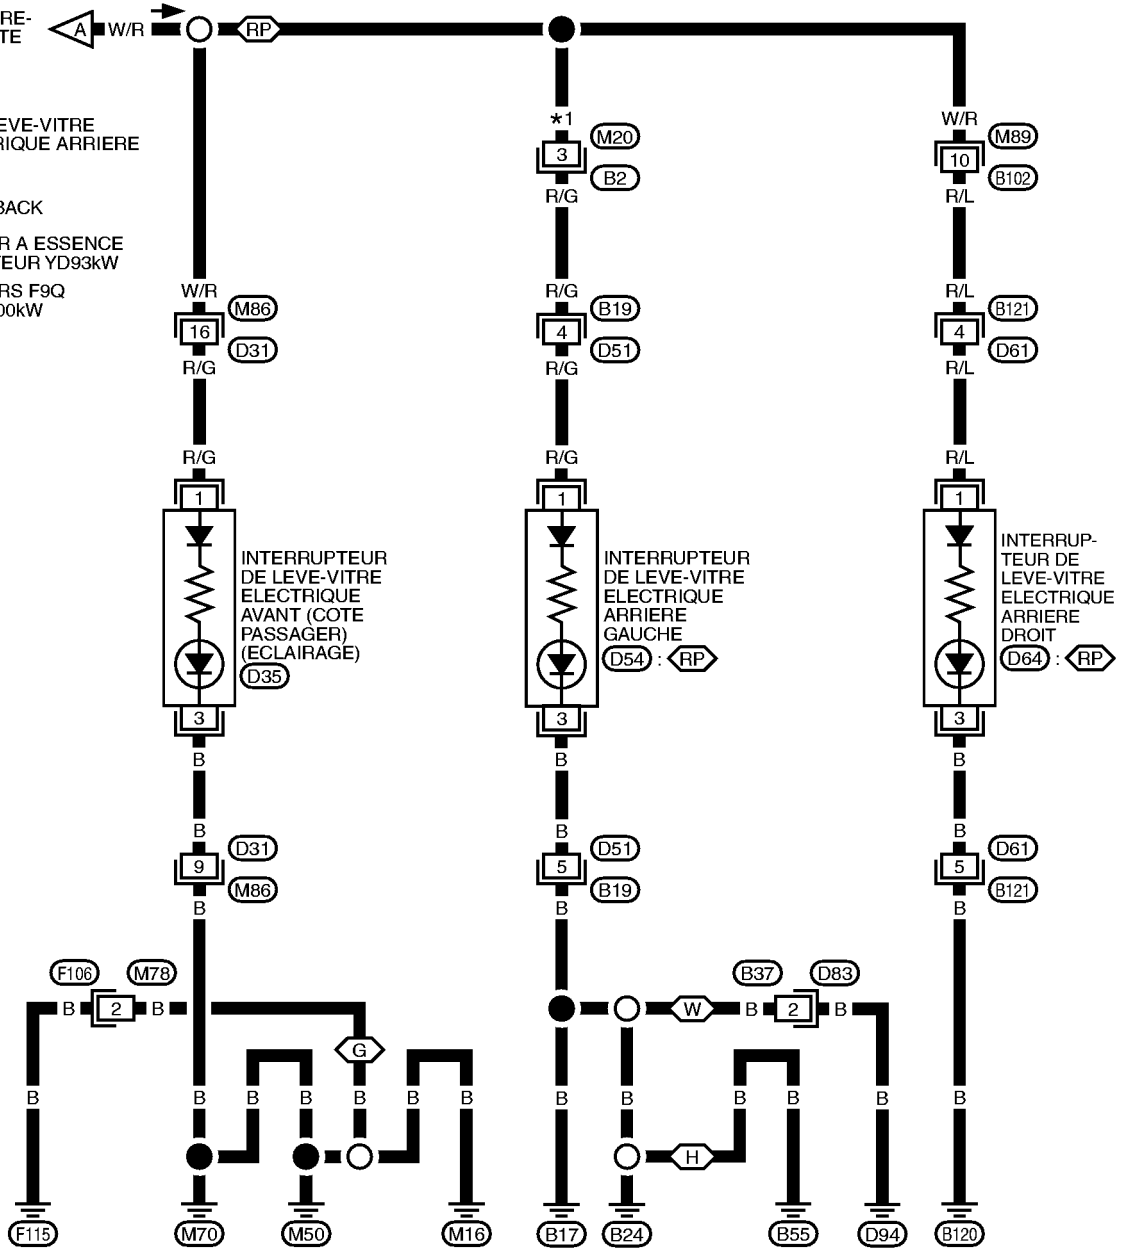 RE-
TE
A
W/R
RP
EVE-VITRE
RIQUE ARRIERE
BACK
R A ESSENCE
TEUR YD93kW
RS F9Q
00kW
★1
3
M20
B2
R/G
W/R
10
M89
B102
R/L
W/R
16
M86
D31
R/G
R/G
4
B19
D51
R/G
R/L
4
B121
D61
R/L
R/G
1
R/G
1
R/L
1
INTERRUPTEUR
DE LEVE-VITRE
ELECTRIQUE
AVANT (COTE
PASSAGER)
(ECLAIRAGE)
D35
INTERRUPTEUR
DE LEVE-VITRE
ELECTRIQUE
ARRIERE
GAUCHE
D54 : RP
INTERRUP-
TEUR DE
LEVE-VITRE
ELECTRIQUE
ARRIERE
DROIT
D64 : RP
3
B
3
B
3
B
B
9
D31
M86
B
B
5
D51
B19
B
5
D61
B121
B
F106 M78
B 2 B
G
B37 D83
W B 2 B
B B B B B B B B B B B B
H
F115 M70 M50 M16 B17 B24 B55 D94 B120